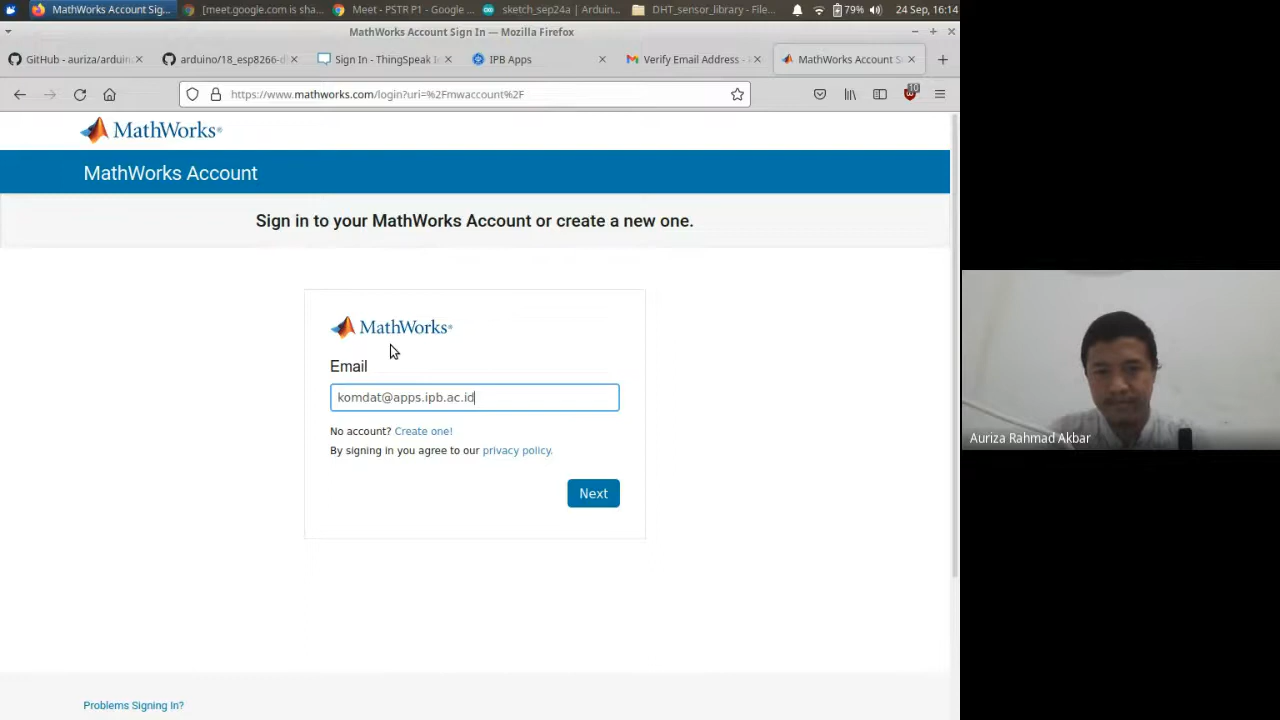 MathWorks Account Sig...
[meet.google.com is sha...
Meet - PSTR P1 - Google ...
sketch_sep24a | Arduin...
DHT_sensor_library - File...
79%
24 Sep, 16:14
MathWorks Account Sign In — Mozilla Firefox
GitHub - auriza/arduin
arduino/18_esp8266-d
Sign In - ThingSpeak I
IPB Apps
Verify Email Address -
MathWorks Account S
https://www.mathworks.com/login?uri=%2Fmwaccount%2F
10
MathWorks®
MathWorks Account
Sign in to your MathWorks Account or create a new one.
MathWorks®
Email
komdat@apps.ipb.ac.id
No account? Create one!
By signing in you agree to our privacy policy.
Next
Problems Signing In?
Auriza Rahmad Akbar